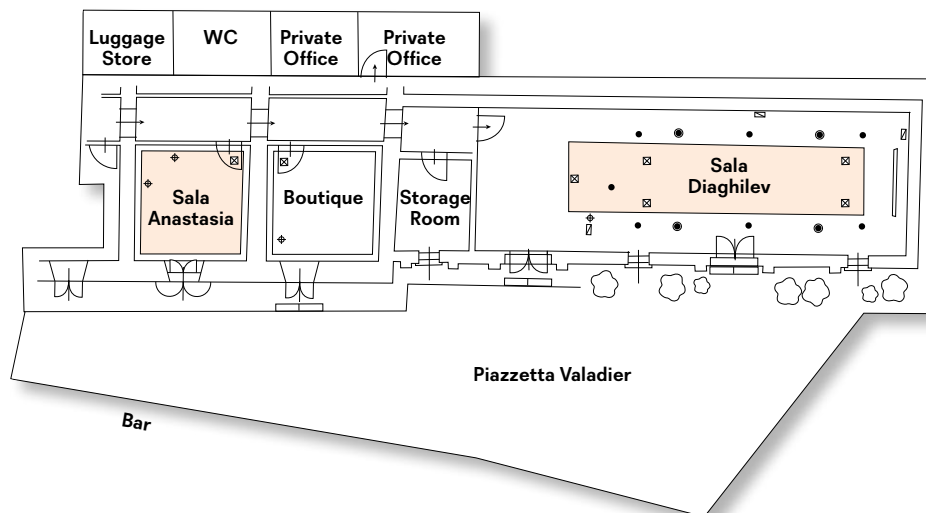 Luggage
Store
WC
Private
Office
Private
Office
Sala
Anastasia
Boutique
Storage
Room
Sala
Diaghilev
Piazzetta Valadier
Bar